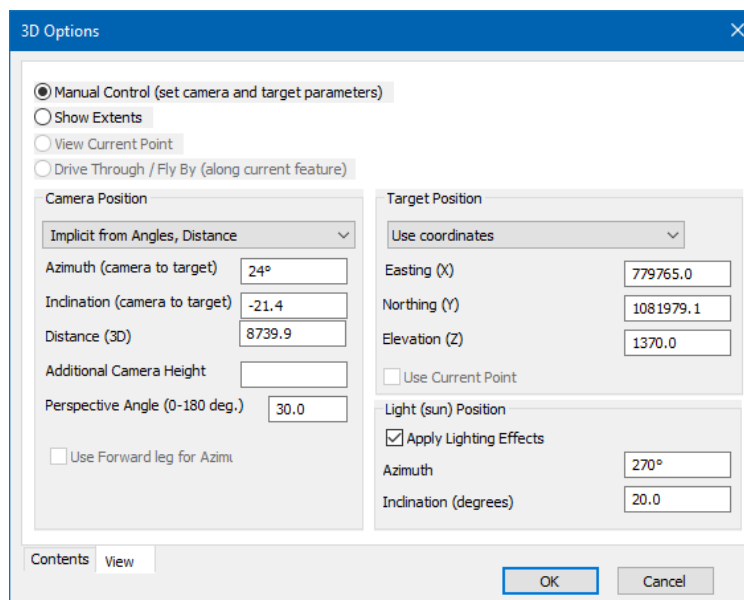 3D Options
Manual Control (set camera and target parameters)
Show Extents
View Current Point
Drive Through / Fly By (along current feature)
Camera Position
Implicit from Angles, Distance
Azimuth (camera to target) 24°
Inclination (camera to target) -21.4
Distance (3D) 8739.9
Additional Camera Height
Perspective Angle (0-180 deg.) 30.0
Use Forward leg for Azimu
Target Position
Use coordinates
Easting (X) 779765.0
Northing (Y) 1081979.1
Elevation (Z) 1370.0
Use Current Point
Light (sun) Position
Apply Lighting Effects
Azimuth 270°
Inclination (degrees) 20.0
Contents View
OK Cancel